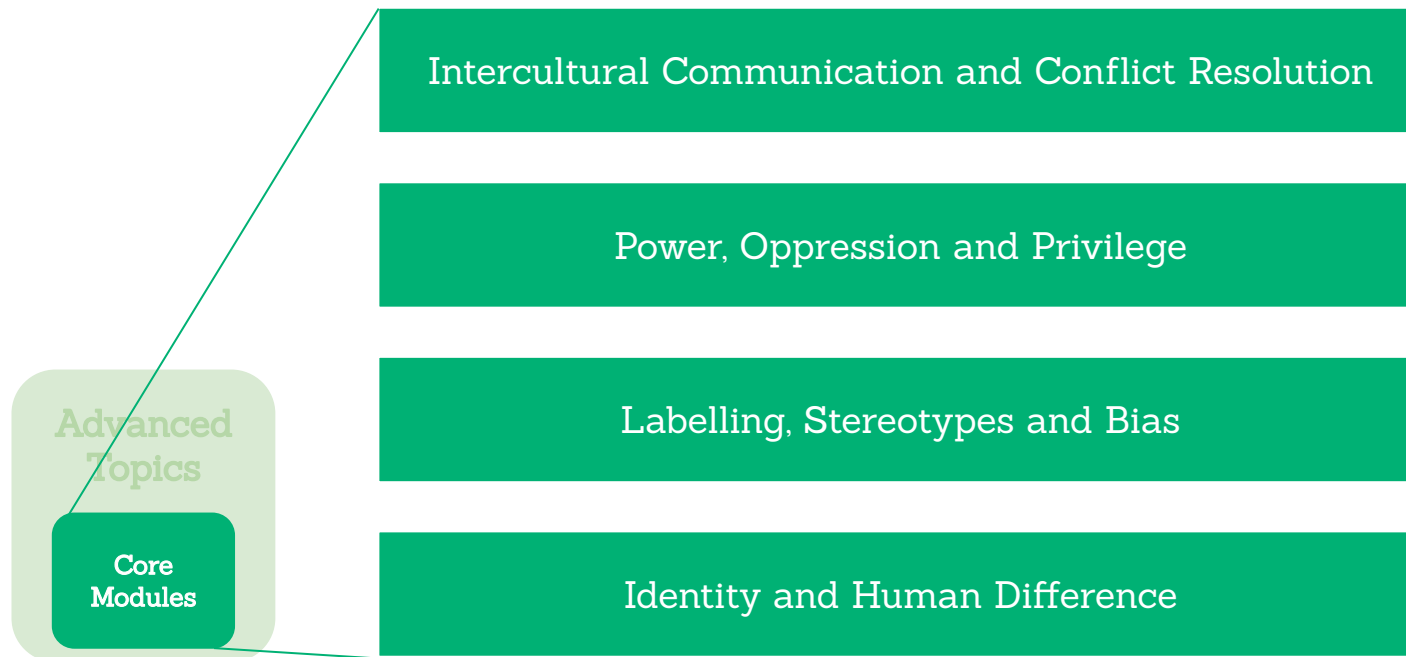 Intercultural Communication and Conflict Resolution
Power, Oppression and Privilege
Labelling, Stereotypes and Bias
Identity and Human Difference
Advanced
Topics
Core
Modules